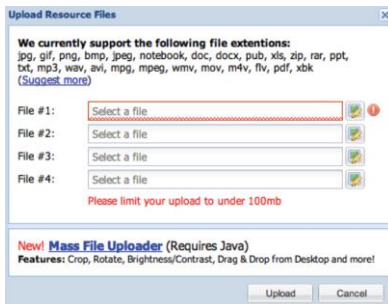 Upload Resource Files
We currently support the following file extentions:
jpg, gif, png, bmp, jpeg, notebook, doc, docx, pub, xls, zip, rar, ppt,
txt, mp3, wav, avi, mpg, mpeg, wmv, mov, m4v, flv, pdf, xbk
(Suggest more)
File #1: Select a file
File #2: Select a file
File #3: Select a file
File #4: Select a file
Please limit your upload to under 100mb
New! Mass File Uploader (Requires Java)
Features: Crop, Rotate, Brightness/Contrast, Drag & Drop from Desktop and more!
Upload Cancel